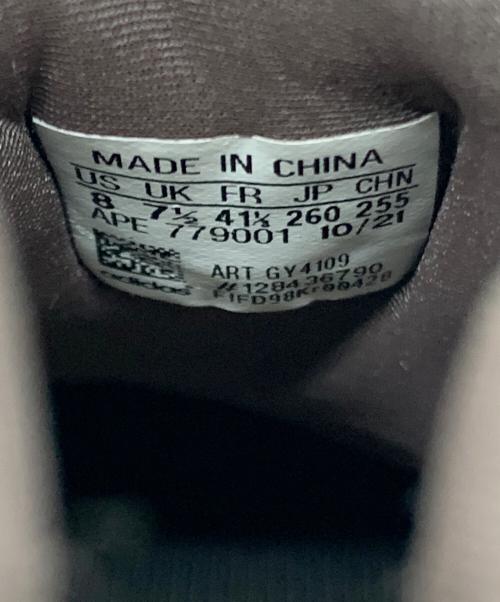 MADE IN CHINA
US UK FR JP CHN
8 7½ 41⅓ 260 255
APE 779001 10/21
ART GY4109
#128436790
adidas